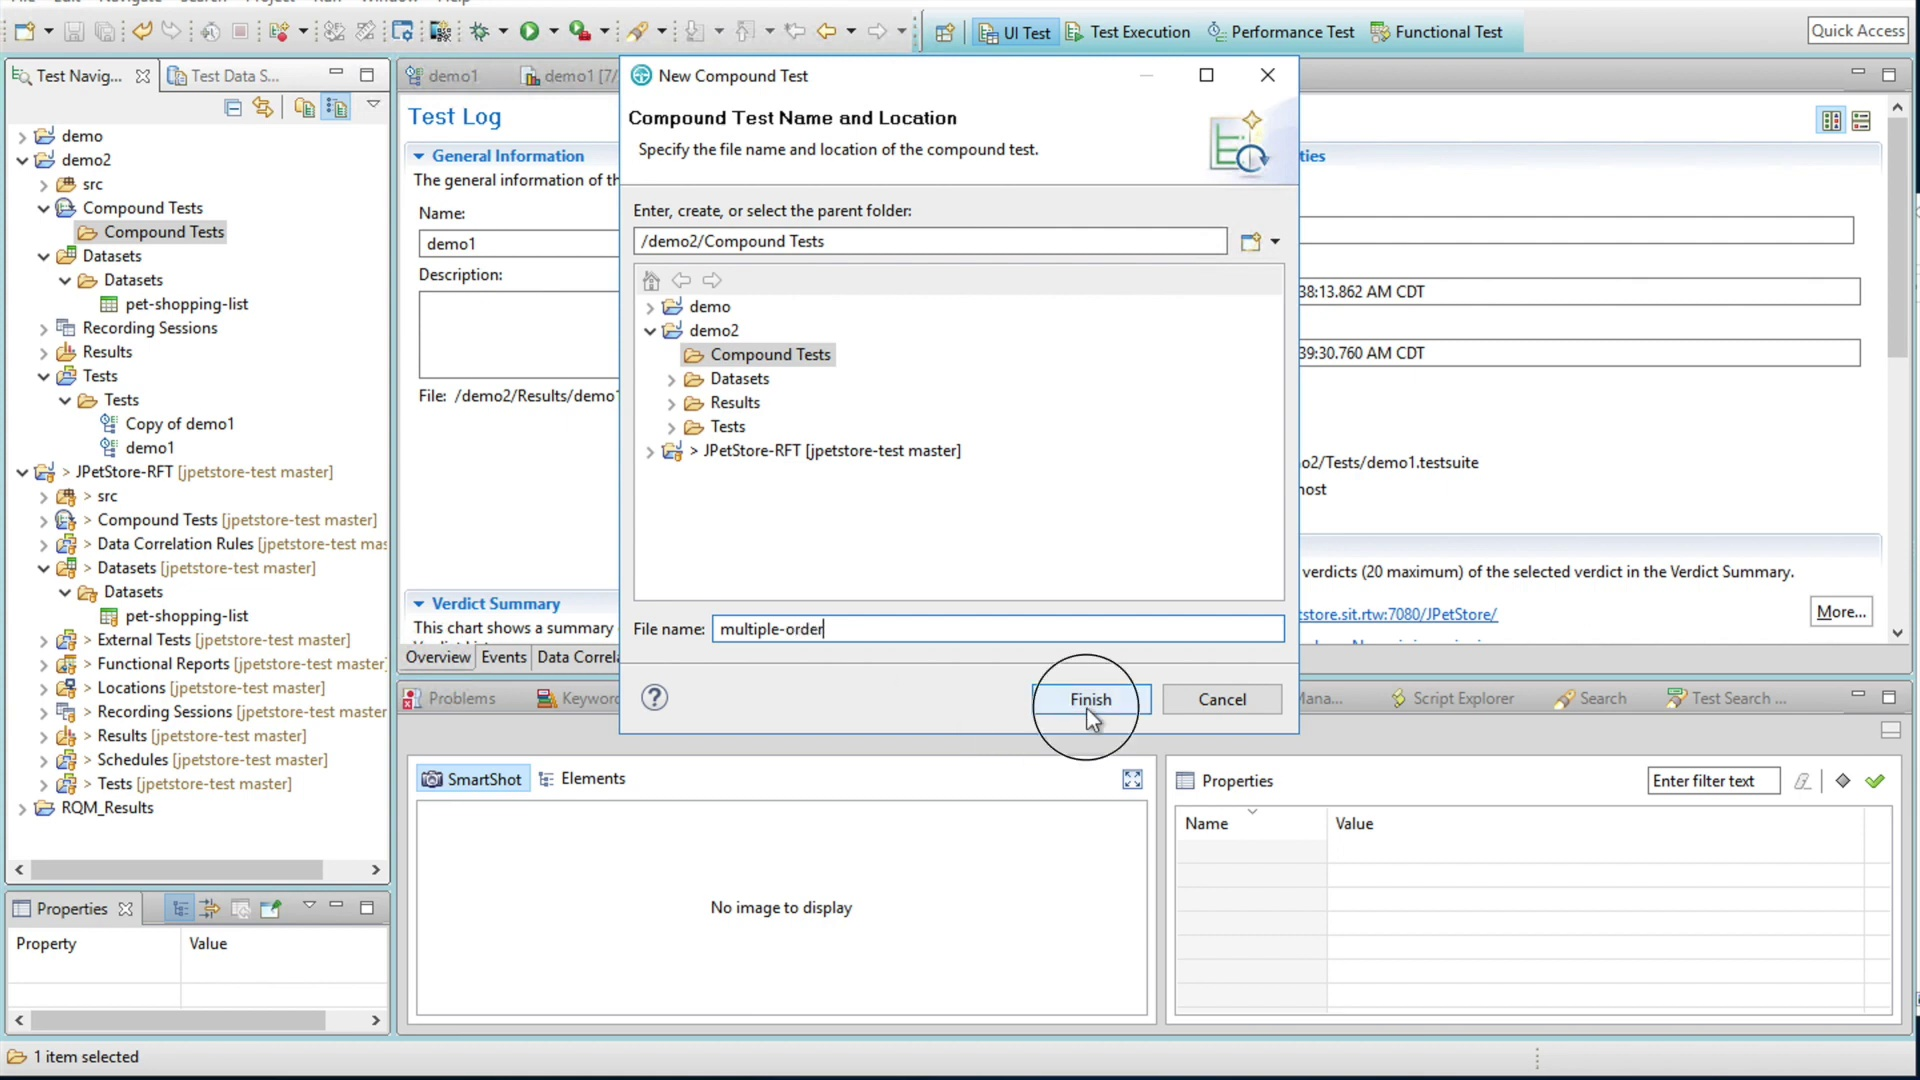 Quick Access
UI Test
Test Execution
Performance Test
Functional Test
Test Navig...
Test Data S...
demo
demo2
src
Compound Tests
Compound Tests
Datasets
Datasets
pet-shopping-list
Recording Sessions
Results
Tests
Tests
Copy of demo1
demo1
> JPetStore-RFT [jpetstore-test master]
> src
> Compound Tests [jpetstore-test master]
> Data Correlation Rules [jpetstore-test mas
> Datasets [jpetstore-test master]
Datasets
pet-shopping-list
> External Tests [jpetstore-test master]
> Functional Reports [jpetstore-test master]
> Locations [jpetstore-test master]
> Recording Sessions [jpetstore-test master
> Results [jpetstore-test master]
> Schedules [jpetstore-test master]
> Tests [jpetstore-test master]
RQM_Results
Properties
Property
Value
1 item selected
demo1
demo1 [7/
Test Log
General Information
The general information of th
Name:
demo1
Description:
File: /demo2/Results/demo1
Verdict Summary
This chart shows a summary
Overview
Events
Data Correla
New Compound Test
Compound Test Name and Location
Specify the file name and location of the compound test.
Enter, create, or select the parent folder:
/demo2/Compound Tests
demo
demo2
Compound Tests
Datasets
Results
Tests
> JPetStore-RFT [jpetstore-test master]
File name:
multiple-order
?
Finish
Cancel
ties
38:13.862 AM CDT
39:30.760 AM CDT
o2/Tests/demo1.testsuite
ost
verdicts (20 maximum) of the selected verdict in the Verdict Summary.
tstore.sit.rtw:7080/JPetStore/
More...
Problems
Keywor
Mana...
Script Explorer
Search
Test Search ...
SmartShot
Elements
No image to display
Properties
Enter filter text
Name
Value